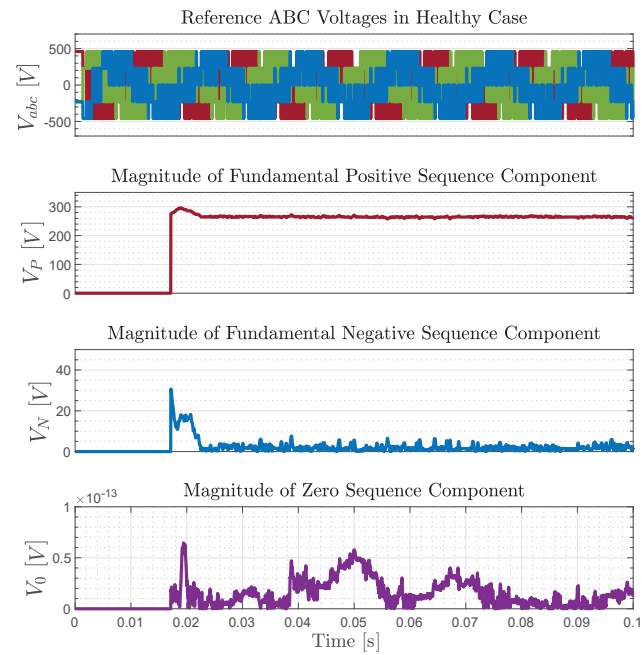 Reference ABC Voltages in Healthy Case
500
0
-500
V_abc [V]
Magnitude of Fundamental Positive Sequence Component
300
200
100
0
V_P [V]
Magnitude of Fundamental Negative Sequence Component
40
20
0
V_N [V]
×10^-13
Magnitude of Zero Sequence Component
1
0.5
0
V_0 [V]
0 0.01 0.02 0.03 0.04 0.05 0.06 0.07 0.08 0.09 0.1
Time [s]